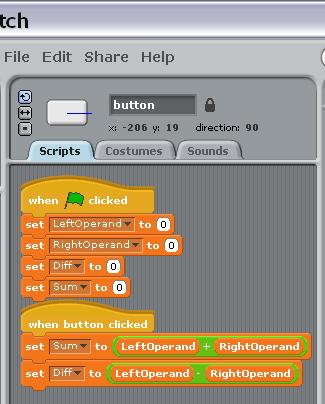 tch
File Edit Share Help
button
x: -206 y: 19 direction: 90
Scripts Costumes Sounds
when clicked
set LeftOperand to 0
set RightOperand to 0
set Diff to 0
set Sum to 0
when button clicked
set Sum to LeftOperand + RightOperand
set Diff to LeftOperand - RightOperand